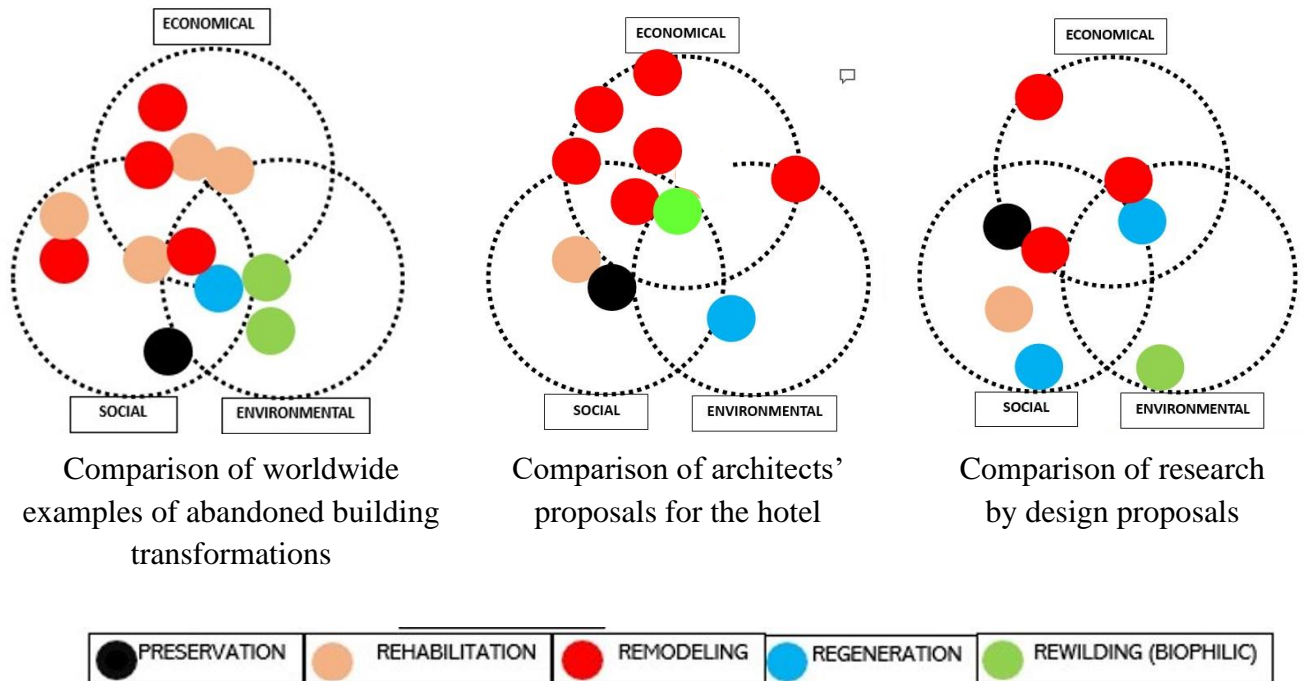 ECONOMICAL
ECONOMICAL
ECONOMICAL
SOCIAL
ENVIRONMENTAL
SOCIAL
ENVIRONMENTAL
SOCIAL
ENVIRONMENTAL
Comparison of worldwide
examples of abandoned building
transformations
Comparison of architects’
proposals for the hotel
Comparison of research
by design proposals
PRESERVATION
REHABILITATION
REMODELING
REGENERATION
REWILDING (BIOPHILIC)